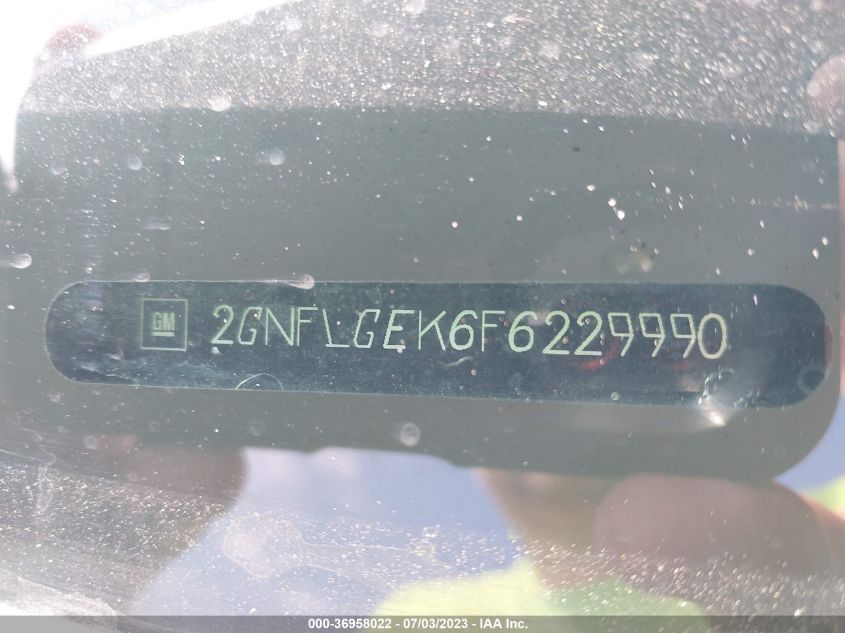 GM 2GNFLGEK6F6229990
000-36958022 - 07/03/2023 - IAA Inc.